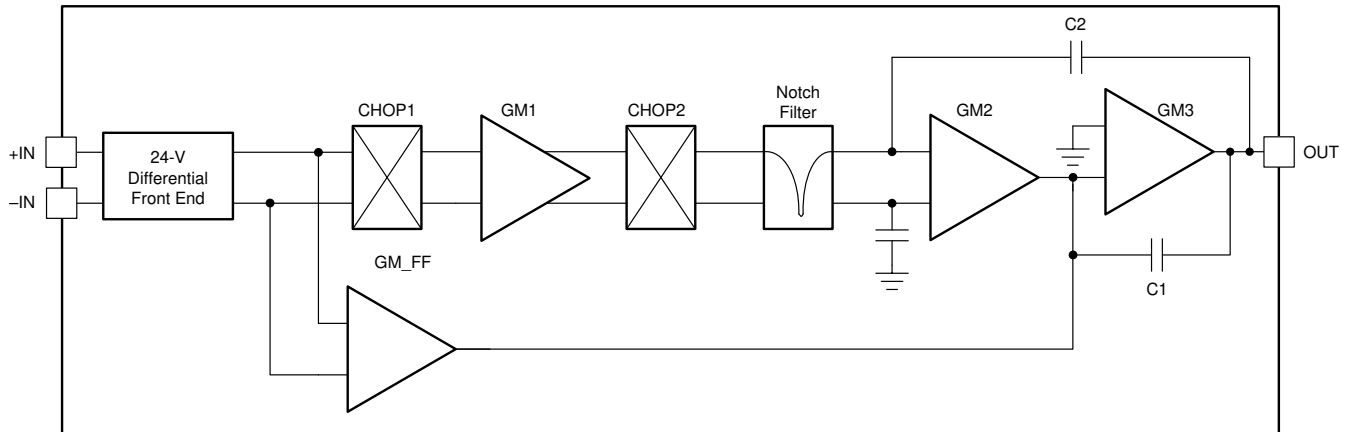 C2
Notch
Filter
CHOP1
GM1
CHOP2
GM2
GM3
+IN
–IN
24-V
Differential
Front End
OUT
GM_FF
C1